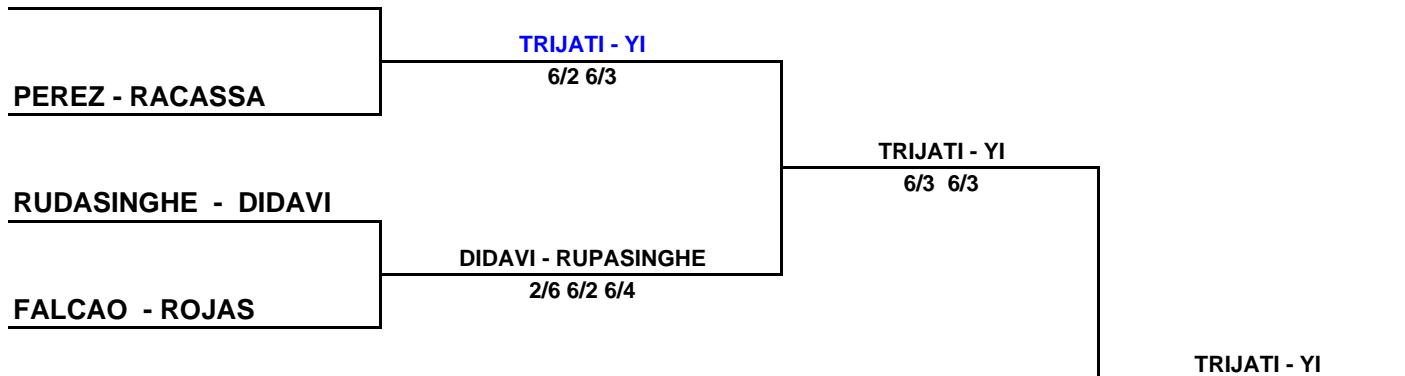 TRIJATI - YI
6/2 6/3
PEREZ - RACASSA
TRIJATI - YI
6/3  6/3
RUDASINGHE  -  DIDAVI
DIDAVI - RUPASINGHE
2/6 6/2 6/4
FALCAO  - ROJAS
TRIJATI - YI